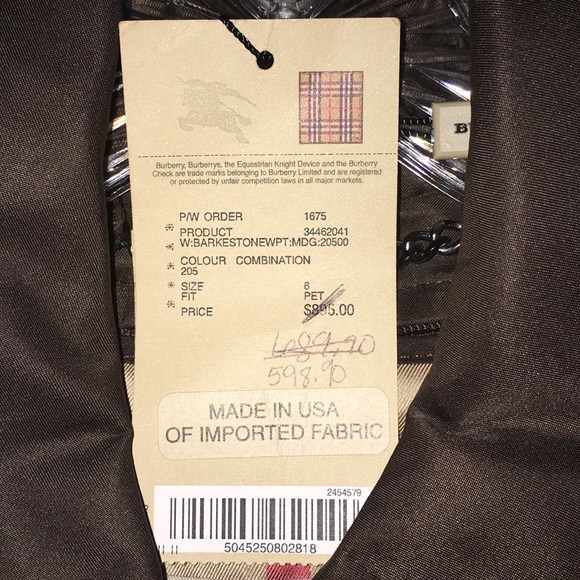 Burberry, Burberrys, the Equestrian Knight Device and the Burberry
Check are trade marks belonging to Burberry Limited and are registered
or protected by unfair competition laws in all major markets.
P/W ORDER 1675
* PRODUCT 34462041
* W:BARKESTONEWPT:MDG:20500
* COLOUR COMBINATION
205
* SIZE 6
FIT PET
* PRICE $895.00
689.90
598.90
MADE IN USA
OF IMPORTED FABRIC
2454579
5045250802818